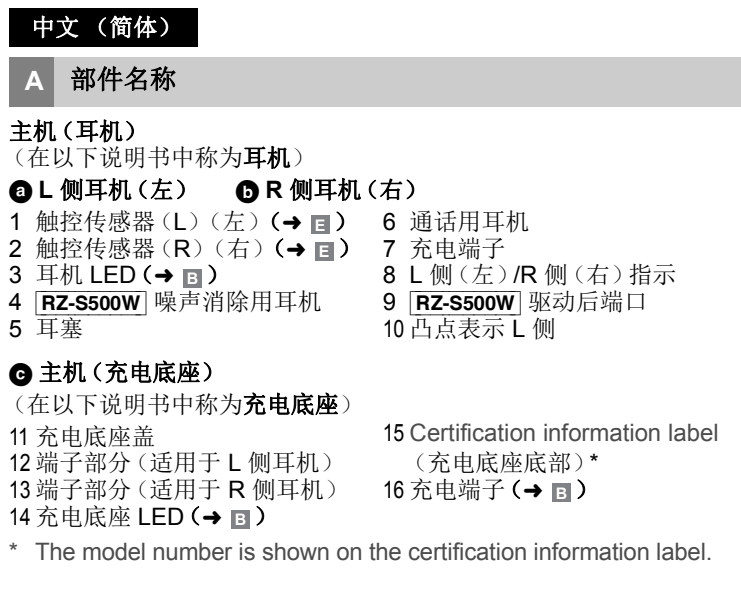 中文 （简体）
A 部件名称
主机（耳机）
（在以下说明书中称为耳机）
ⓐ L 侧耳机（左） ⓑ R 侧耳机（右）
1 触控传感器（L）（左）(➜ E )
2 触控传感器（R）（右）(➜ E )
3 耳机 LED (➜ B )
4 RZ-S500W 噪声消除用耳机
5 耳塞
6 通话用耳机
7 充电端子
8 L 侧（左）/R 侧（右）指示
9 RZ-S500W 驱动后端口
10 凸点表示 L 侧
ⓒ 主机（充电底座）
（在以下说明书中称为充电底座）
11 充电底座盖
12 端子部分（适用于 L 侧耳机）
13 端子部分（适用于 R 侧耳机）
14 充电底座 LED (➜ B )
15 Certification information label
（充电底座底部）*
16 充电端子 (➜ B )
* The model number is shown on the certification information label.